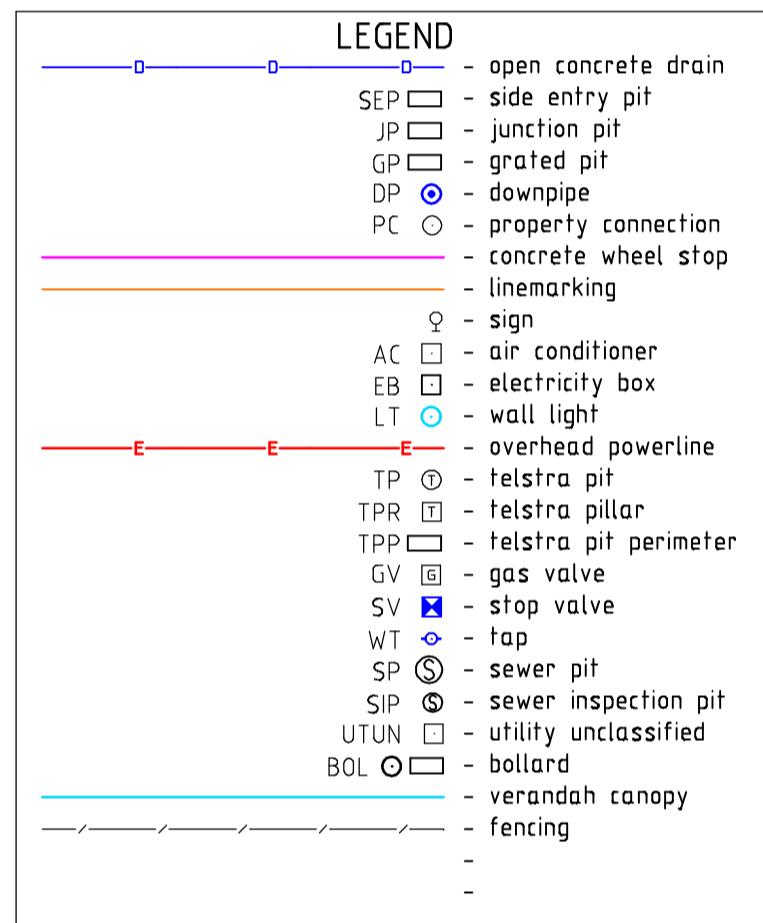 LEGEND
D D D - open concrete drain
SEP - side entry pit
JP - junction pit
GP - grated pit
DP - downpipe
PC - property connection
- concrete wheel stop
- linemarking
- sign
AC - air conditioner
EB - electricity box
LT - wall light
E E E - overhead powerline
TP T - telstra pit
TPR T - telstra pillar
TPP - telstra pit perimeter
GV G - gas valve
SV - stop valve
WT - tap
SP S - sewer pit
SIP S - sewer inspection pit
UTUN - utility unclassified
BOL - bollard
- verandah canopy
- fencing
-
-